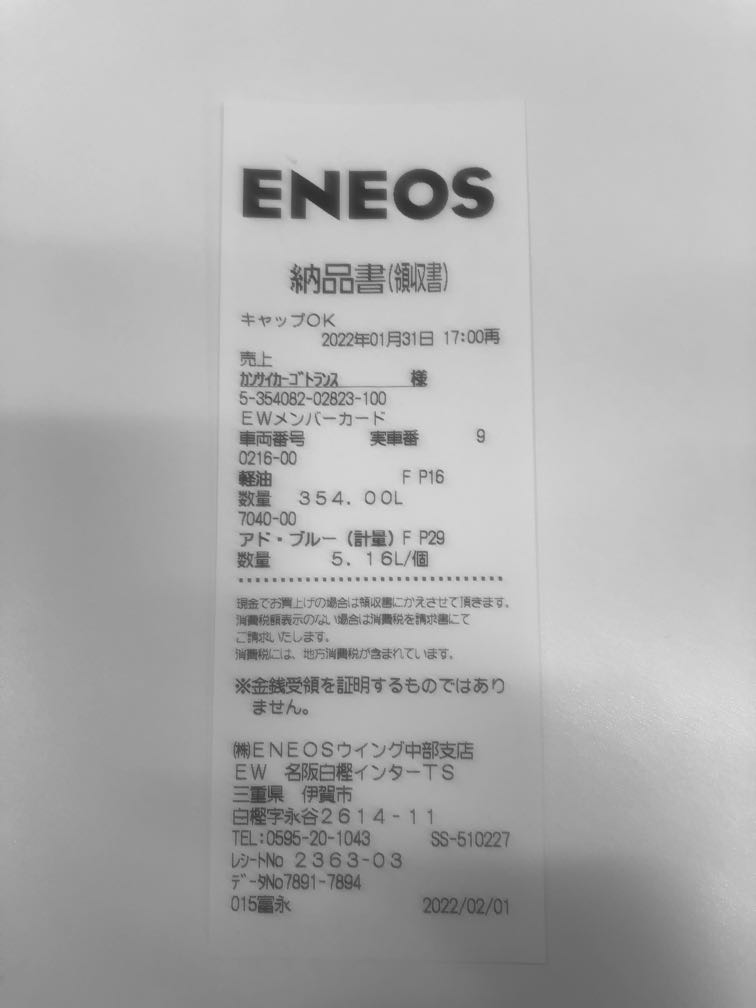 ENEOS
納品書(領収書)
キャップOK
2022年01月31日 17:00再
売上
カンサイカーゴトランス 様
5-354082-02823-100
EWメンバーカード
車両番号 実車番 9
0216-00
軽油 F P16
数量 354.00L
7040-00
アド・ブルー(計量)F P29
数量 5.16L/個
現金でお買上げの場合は領収書にかえさせて頂きます。
消費税額表示のない場合は消費税を請求書にて
ご請求いたします。
消費税には、地方消費税が含まれています。
※金銭受領を証明するものではあり
ません。
㈱ENEOSウイング中部支店
EW 名阪白樫インターTS
三重県 伊賀市
白樫字永谷2614-11
TEL:0595-20-1043 SS-510227
レシートNo 2363-03
データNo7891-7894
015富永 2022/02/01